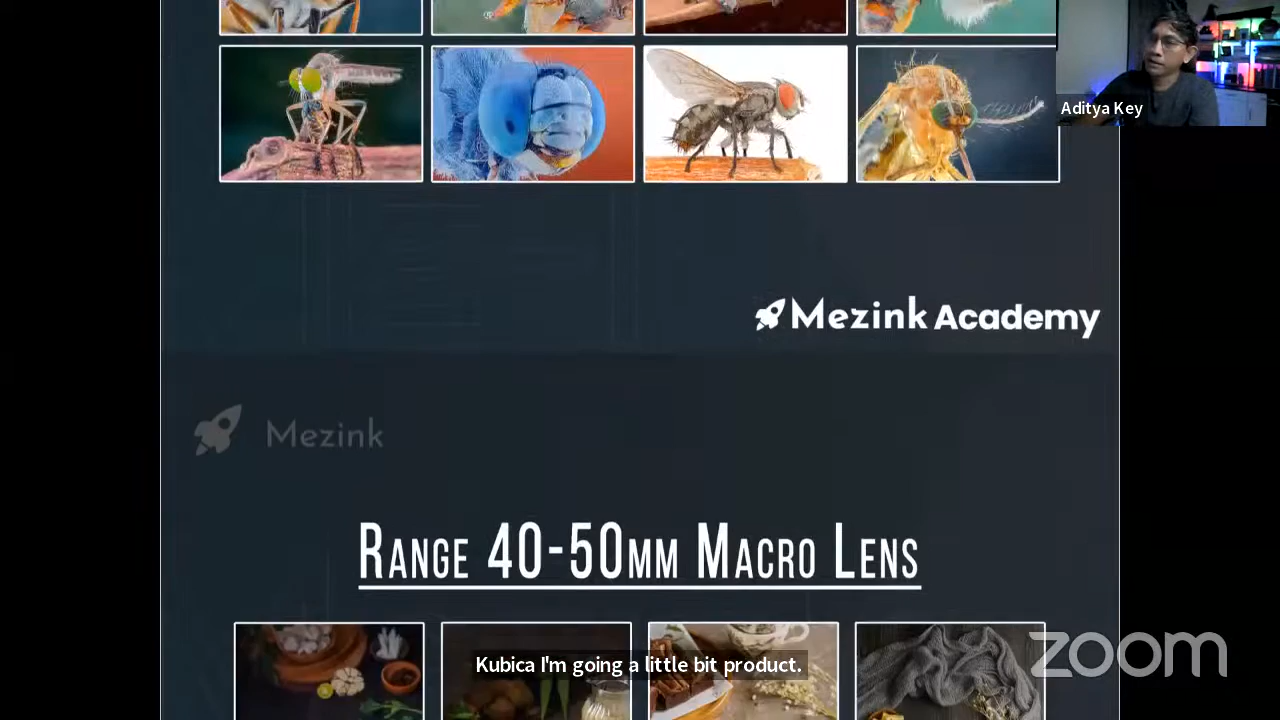 Aditya Key
Mezink Academy
Mezink
Range 40-50mm Macro Lens
Kubica I'm going a little bit product.
zoom